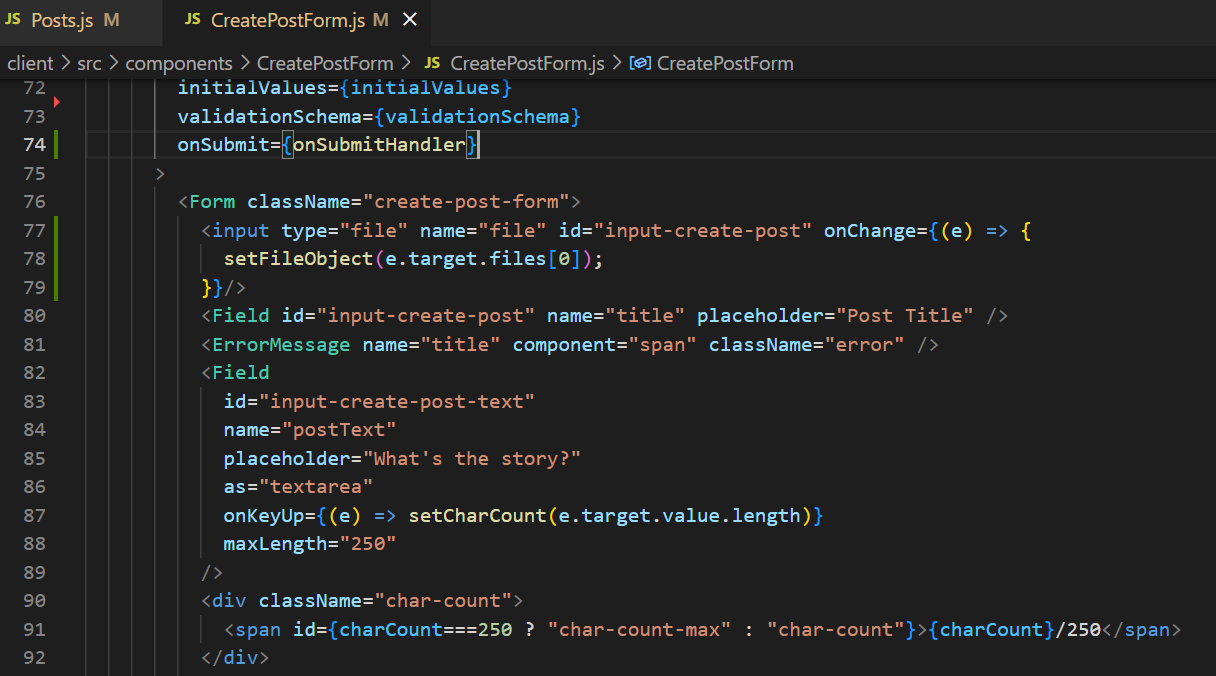 JS Posts.js M JS CreatePostForm.js M ×
client > src > components > CreatePostForm > JS CreatePostForm.js > CreatePostForm
72 initialValues={initialValues}
73 validationSchema={validationSchema}
74 onSubmit={onSubmitHandler}
75 >
76 <Form className="create-post-form">
77 <input type="file" name="file" id="input-create-post" onChange={(e) => {
78 setFileObject(e.target.files[0]);
79 }}/>
80 <Field id="input-create-post" name="title" placeholder="Post Title" />
81 <ErrorMessage name="title" component="span" className="error" />
82 <Field
83 id="input-create-post-text"
84 name="postText"
85 placeholder="What's the story?"
86 as="textarea"
87 onKeyUp={(e) => setCharCount(e.target.value.length)}
88 maxLength="250"
89 />
90 <div className="char-count">
91 <span id={charCount===250 ? "char-count-max" : "char-count"}>{charCount}/250</span>
92 </div>